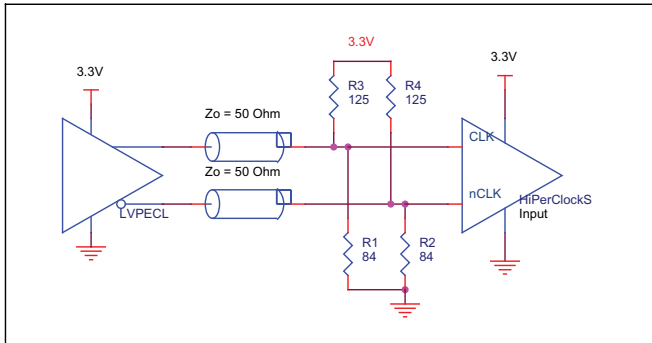 3.3V
3.3V
3.3V
R3
125
R4
125
Zo = 50 Ohm
CLK
Zo = 50 Ohm
nCLK
HiPerClockS
Input
LVPECL
R1
84
R2
84